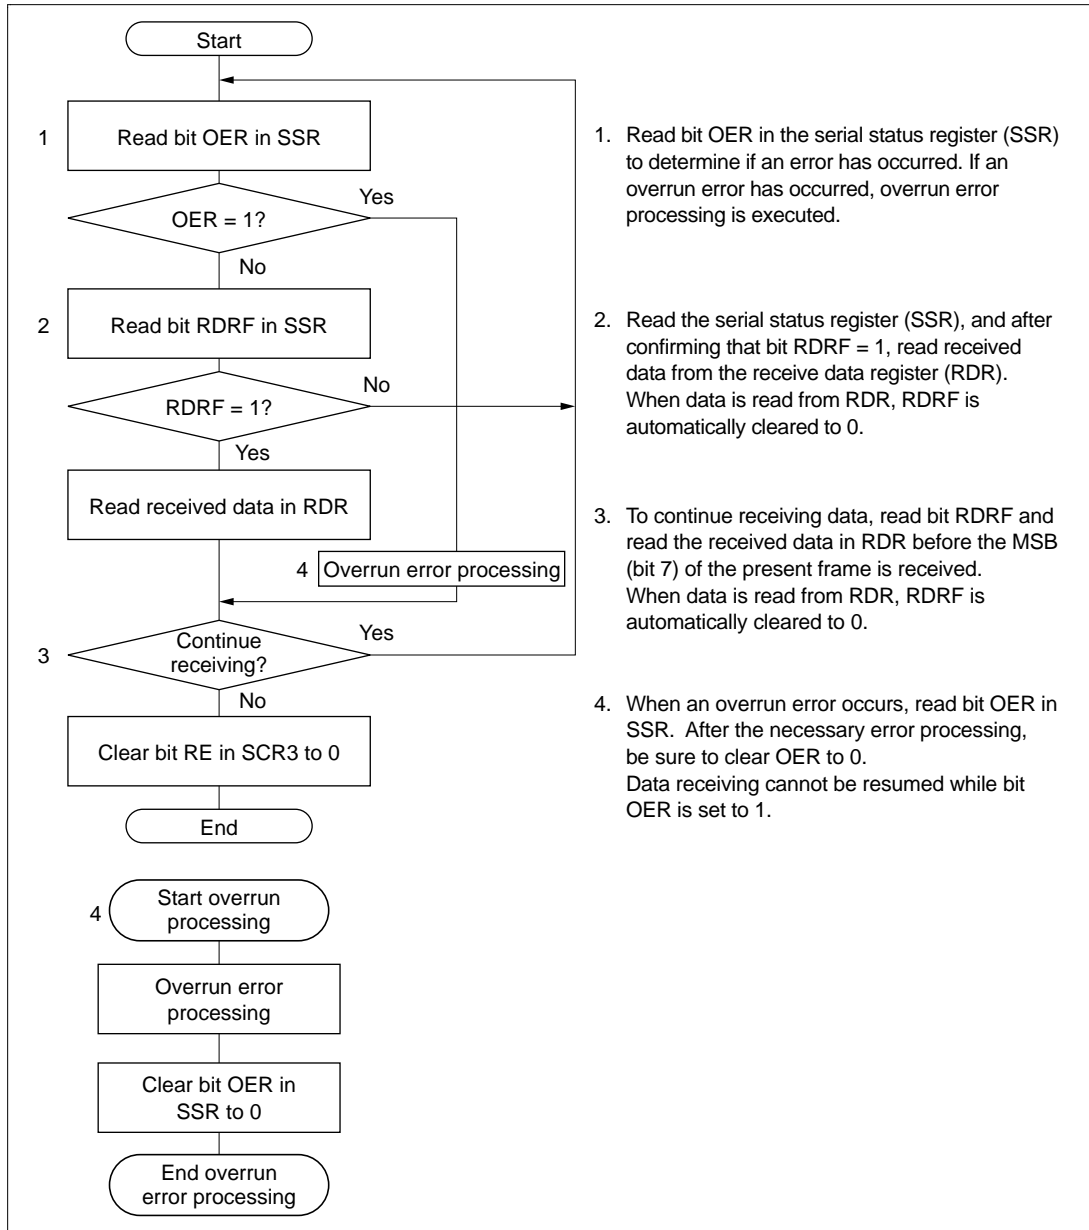 Start
1
Read bit OER in SSR
OER = 1?
Yes
No
2
Read bit RDRF in SSR
RDRF = 1?
No
Yes
Read received data in RDR
4
Overrun error processing
3
Continue
receiving?
Yes
No
Clear bit RE in SCR3 to 0
End
4
Start overrun
processing
Overrun error
processing
Clear bit OER in
SSR to 0
End overrun
error processing
1. Read bit OER in the serial status register (SSR)
to determine if an error has occurred. If an
overrun error has occurred, overrun error
processing is executed.
2. Read the serial status register (SSR), and after
confirming that bit RDRF = 1, read received
data from the receive data register (RDR).
When data is read from RDR, RDRF is
automatically cleared to 0.
3. To continue receiving data, read bit RDRF and
read the received data in RDR before the MSB
(bit 7) of the present frame is received.
When data is read from RDR, RDRF is
automatically cleared to 0.
4. When an overrun error occurs, read bit OER in
SSR. After the necessary error processing,
be sure to clear OER to 0.
Data receiving cannot be resumed while bit
OER is set to 1.